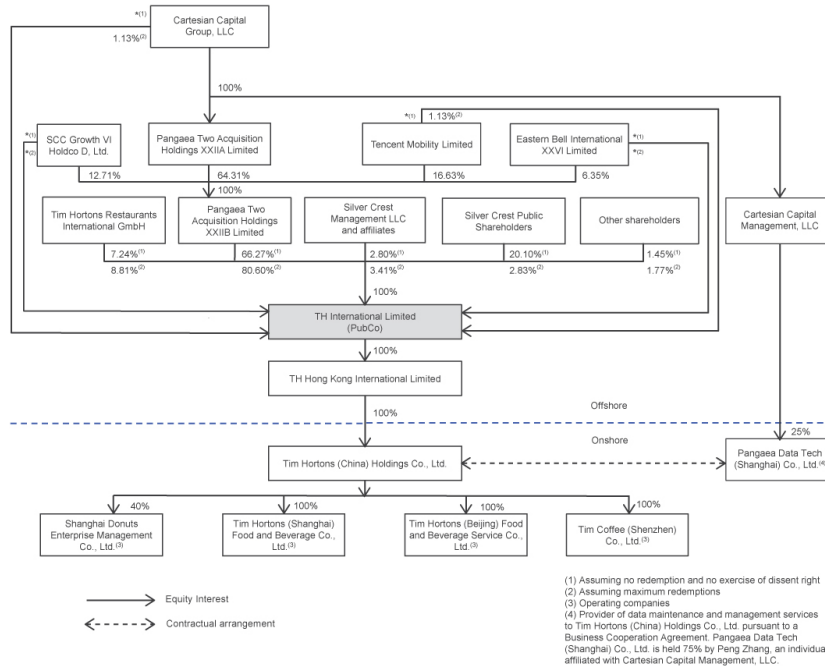 *(1)
1.13%(2)
Cartesian Capital
Group, LLC
100%
*(1)
*(2)
SCC Growth VI
Holdco D, Ltd.
Pangaea Two Acquisition
Holdings XXIIA Limited
*(1)
1.13%(2)
Tencent Mobility Limited
Eastern Bell International
XXVI Limited
*(1)
*(2)
12.71%
64.31%
16.63%
6.35%
100%
Tim Hortons Restaurants
International GmbH
Pangaea Two
Acquisition Holdings
XXIIB Limited
Silver Crest
Management LLC
and affiliates
Silver Crest Public
Shareholders
Other shareholders
Cartesian Capital
Management, LLC
7.24%(1)
66.27%(1)
2.80%(1)
20.10%(1)
1.45%(1)
8.81%(2)
80.60%(2)
3.41%(2)
2.83%(2)
1.77%(2)
100%
TH International Limited
(PubCo)
100%
TH Hong Kong International Limited
100%
Offshore
Onshore
25%
Tim Hortons (China) Holdings Co., Ltd.
Pangaea Data Tech
(Shanghai) Co., Ltd.(4)
40%
100%
100%
100%
Shanghai Donuts
Enterprise Management
Co., Ltd.(3)
Tim Hortons (Shanghai)
Food and Beverage Co.,
Ltd.(3)
Tim Hortons (Beijing) Food
and Beverage Service Co.,
Ltd.(3)
Tim Coffee (Shenzhen)
Co., Ltd.(3)
Equity Interest
Contractual arrangement
(1) Assuming no redemption and no exercise of dissent right
(2) Assuming maximum redemptions
(3) Operating companies
(4) Provider of data maintenance and management services
to Tim Hortons (China) Holdings Co., Ltd. pursuant to a
Business Cooperation Agreement. Pangaea Data Tech
(Shanghai) Co., Ltd. is held 75% by Peng Zhang, an individual
affiliated with Cartesian Capital Management, LLC.